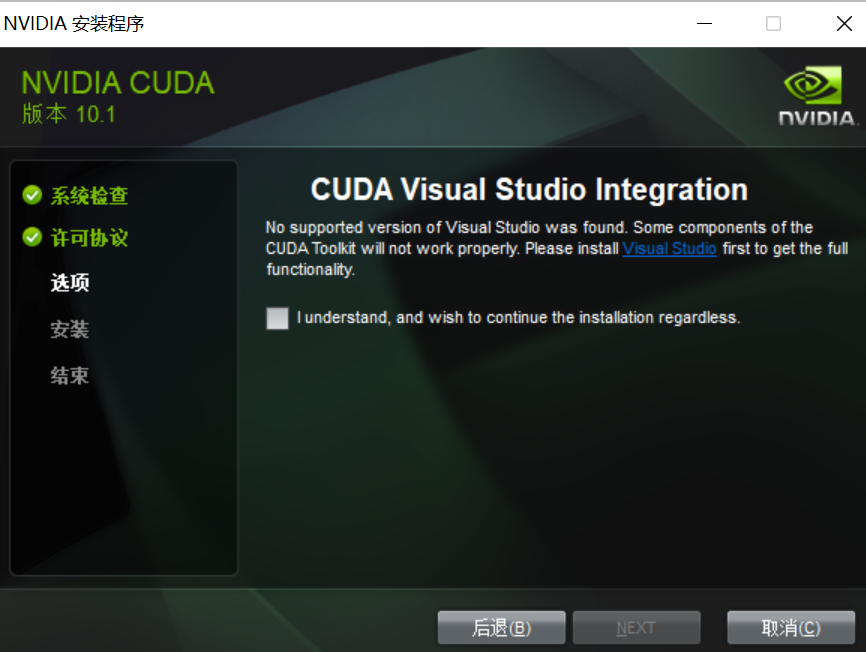 NVIDIA 安装程序
NVIDIA CUDA
版本 10.1
NVIDIA.
系统检查
许可协议
选项
安装
结束
CUDA Visual Studio Integration
No supported version of Visual Studio was found. Some components of the
CUDA Toolkit will not work properly. Please install Visual Studio first to get the full
functionality.
I understand, and wish to continue the installation regardless.
后退(B)
NEXT
取消(C)